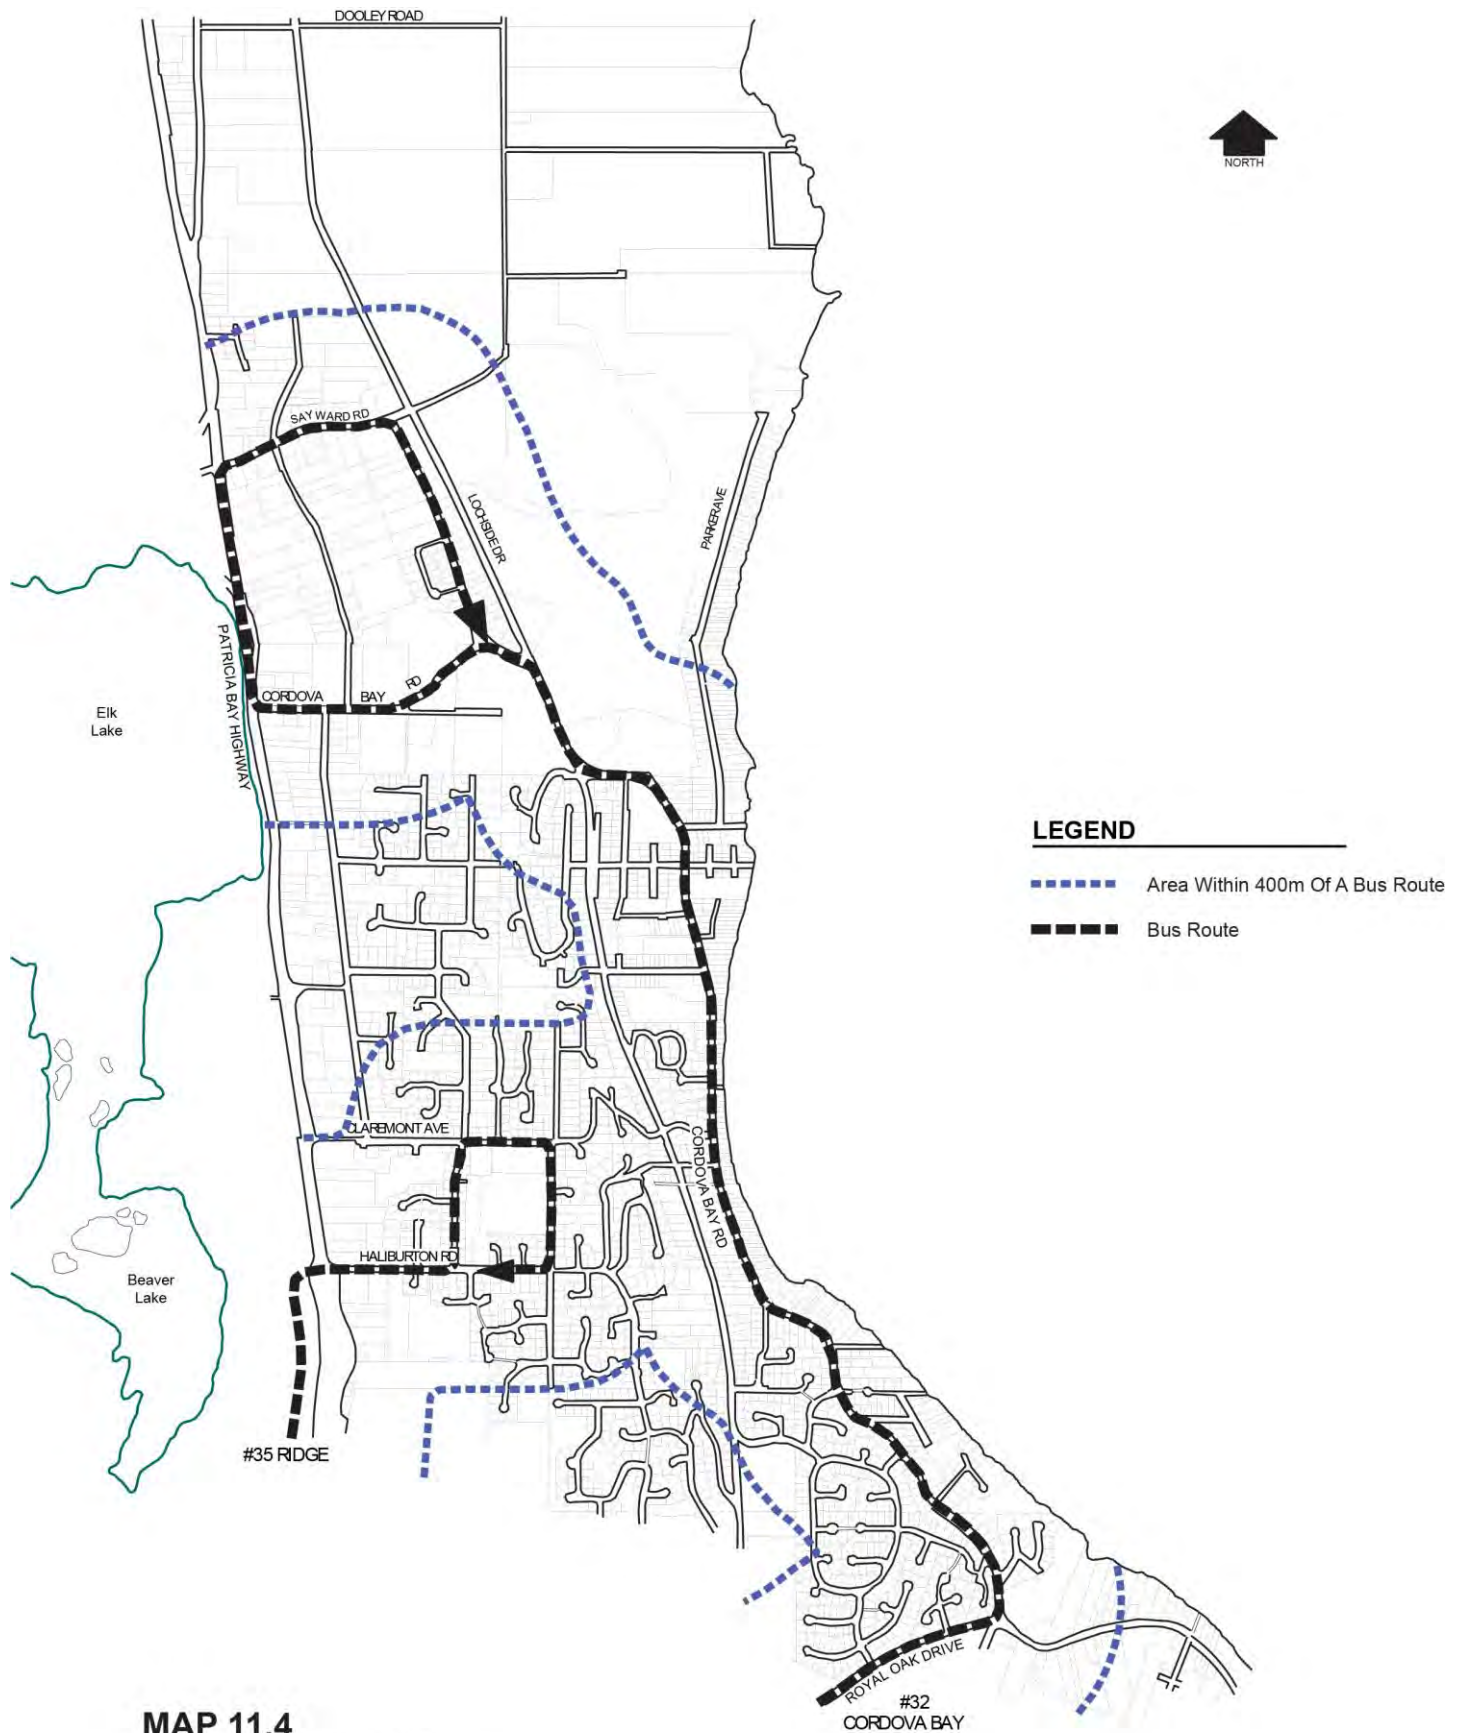 DOOLEY ROAD
NORTH
SAYWARD RD
LOCHSIDE DR
PARKER AVE
PATRICIA BAY HIGHWAY
CORDOVA BAY RD
Elk
Lake
LEGEND
Area Within 400m Of A Bus Route
Bus Route
CLAREMONT AVE
CORDOVA BAY RD
HALIBURTON RD
Beaver
Lake
#35 RIDGE
ROYAL OAK DRIVE
#32
CORDOVA BAY
MAP 11.4